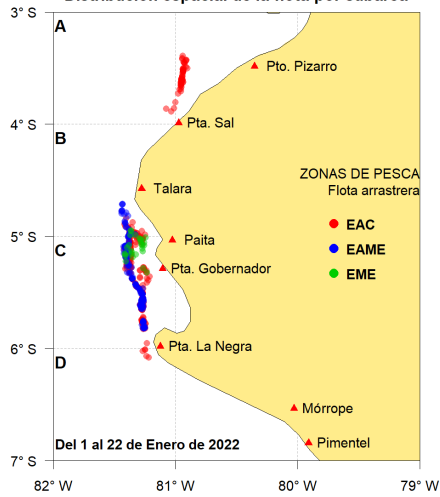 Distribución espacial de la flota por subárea
3° S
A
Pto. Pizarro
4° S
Pta. Sal
B
ZONAS DE PESCA
Flota arrastrera
Talara
EAC
5° S
Paita
C
EAME
Pta. Gobernador
EME
6° S
Pta. La Negra
D
Mórrope
Del 1 al 22 de Enero de 2022
Pimentel
7° S
82° W
81° W
80° W
79° W